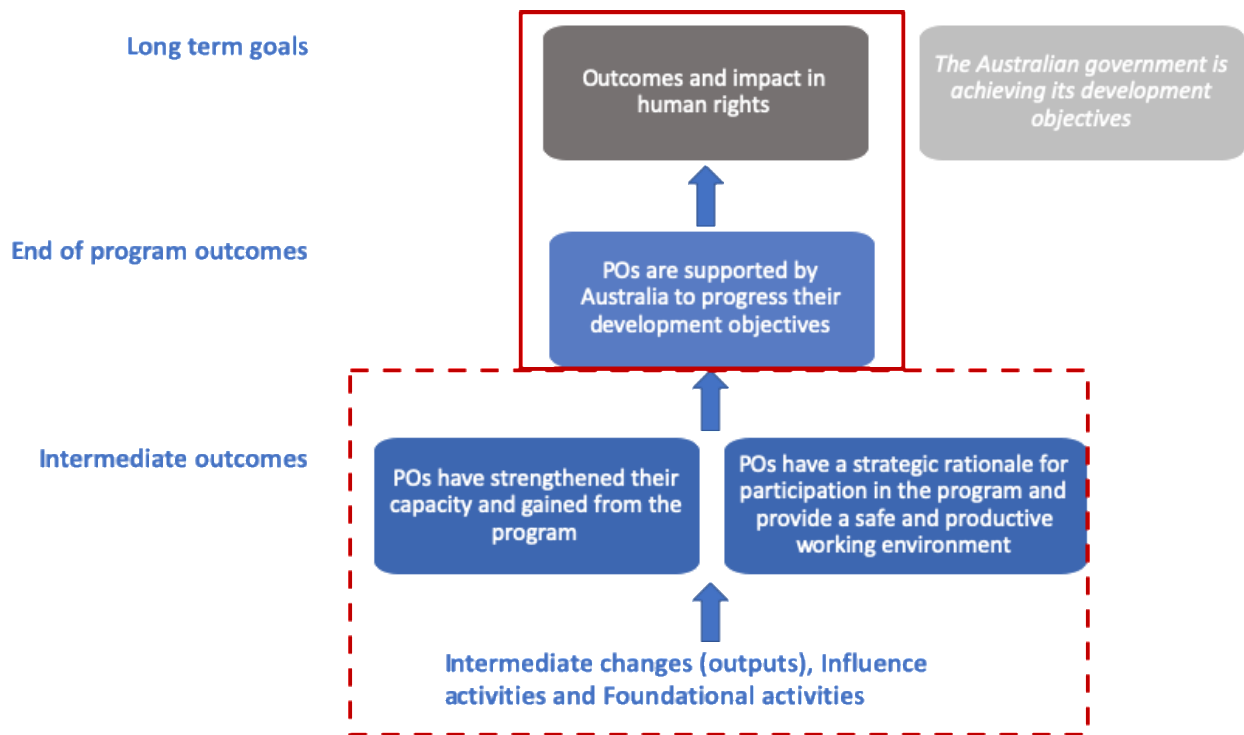 Long term goals
Outcomes and impact in
human rights
The Australian government is
achieving its development
objectives
End of program outcomes
POs are supported by
Australia to progress their
development objectives
Intermediate outcomes
POs have strengthened their
capacity and gained from the
program
POs have a strategic rationale for
participation in the program and
provide a safe and productive
working environment
Intermediate changes (outputs), Influence
activities and Foundational activities